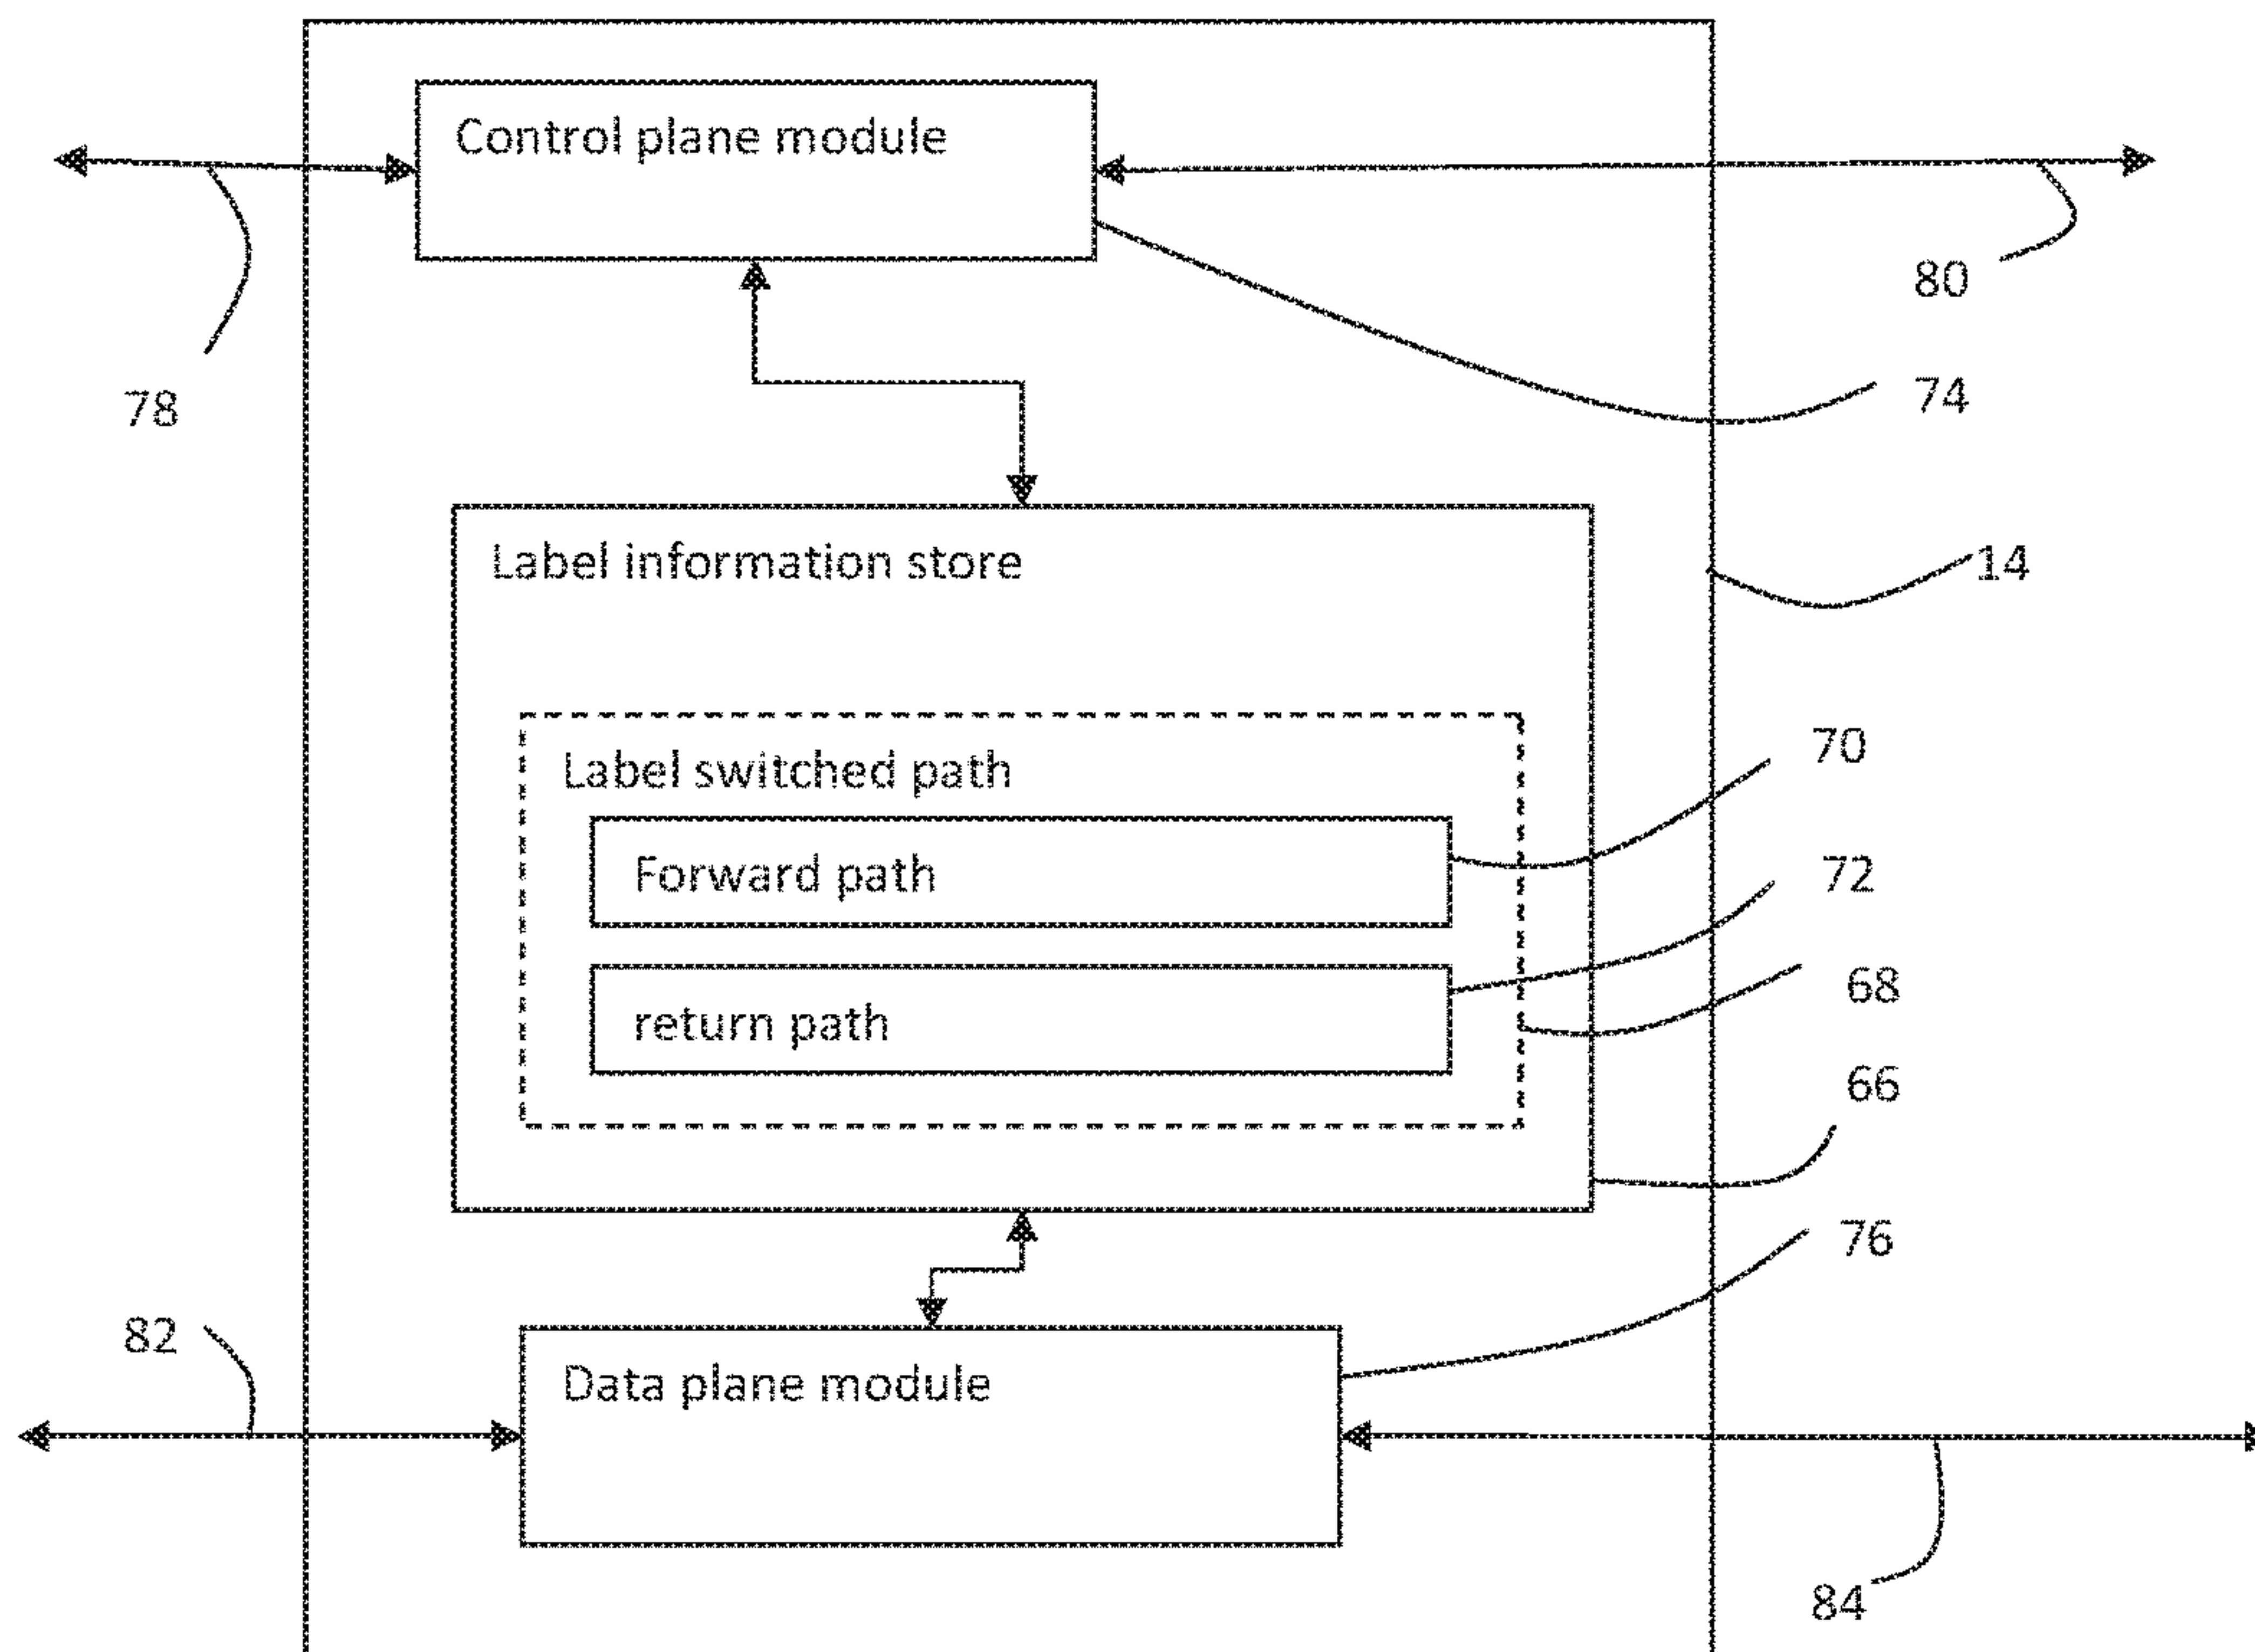 Control plane module
80
78
74
Label information store
14
Label switched path
70
Forward path
72
return path
68
66
76
82
Data plane module
84